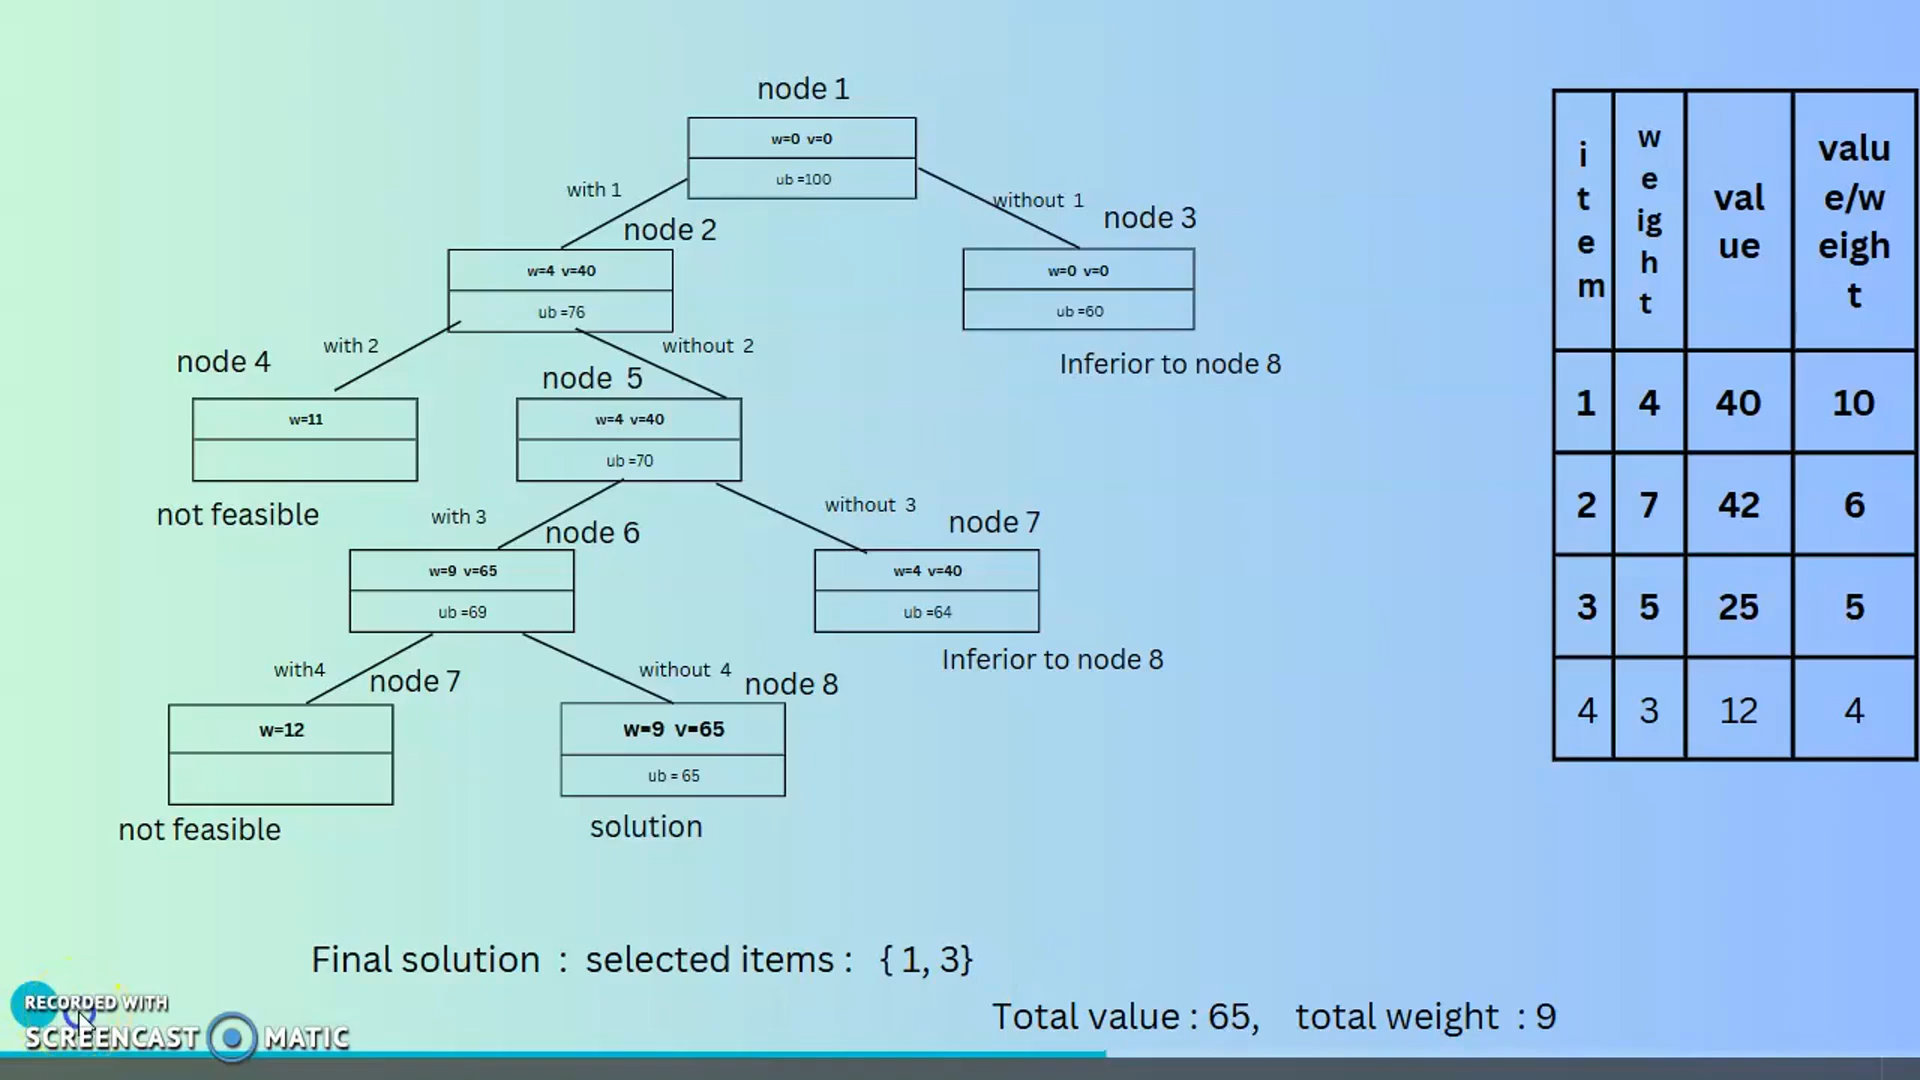 node 1
w=0 v=0
ub =100
with 1
without 1
node 2
node 3
w=4 v=40
ub =76
w=0 v=0
ub =60
Inferior to node 8
with 2
without 2
node 4
node 5
w=11
not feasible
w=4 v=40
ub =70
with 3
without 3
node 6
node 7
w=9 v=65
ub =69
w=4 v=40
ub =64
Inferior to node 8
with4
without 4
node 7
node 8
w=12
not feasible
w=9 v=65
ub = 65
solution
item weight value value/weight
1 4 40 10
2 7 42 6
3 5 25 5
4 3 12 4
Final solution : selected items : { 1, 3}
Total value : 65, total weight : 9
RECORDED WITH
SCREENCAST MATIC